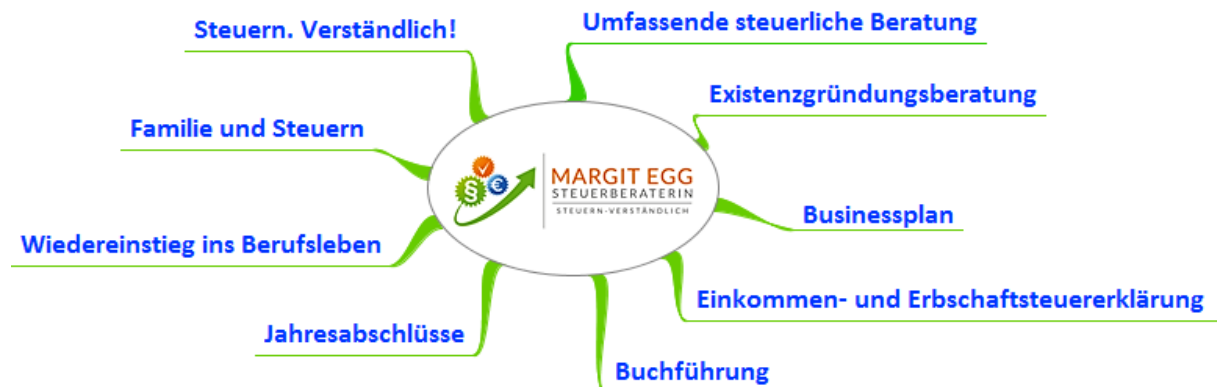 Steuern. Verständlich!
Umfassende steuerliche Beratung
Existenzgründungsberatung
Familie und Steuern
§
€
MARGIT EGG
STEUERBERATERIN
STEUERN-VERSTÄNDLICH
Businessplan
Wiedereinstieg ins Berufsleben
Einkommen- und Erbschaftsteuererklärung
Jahresabschlüsse
Buchführung